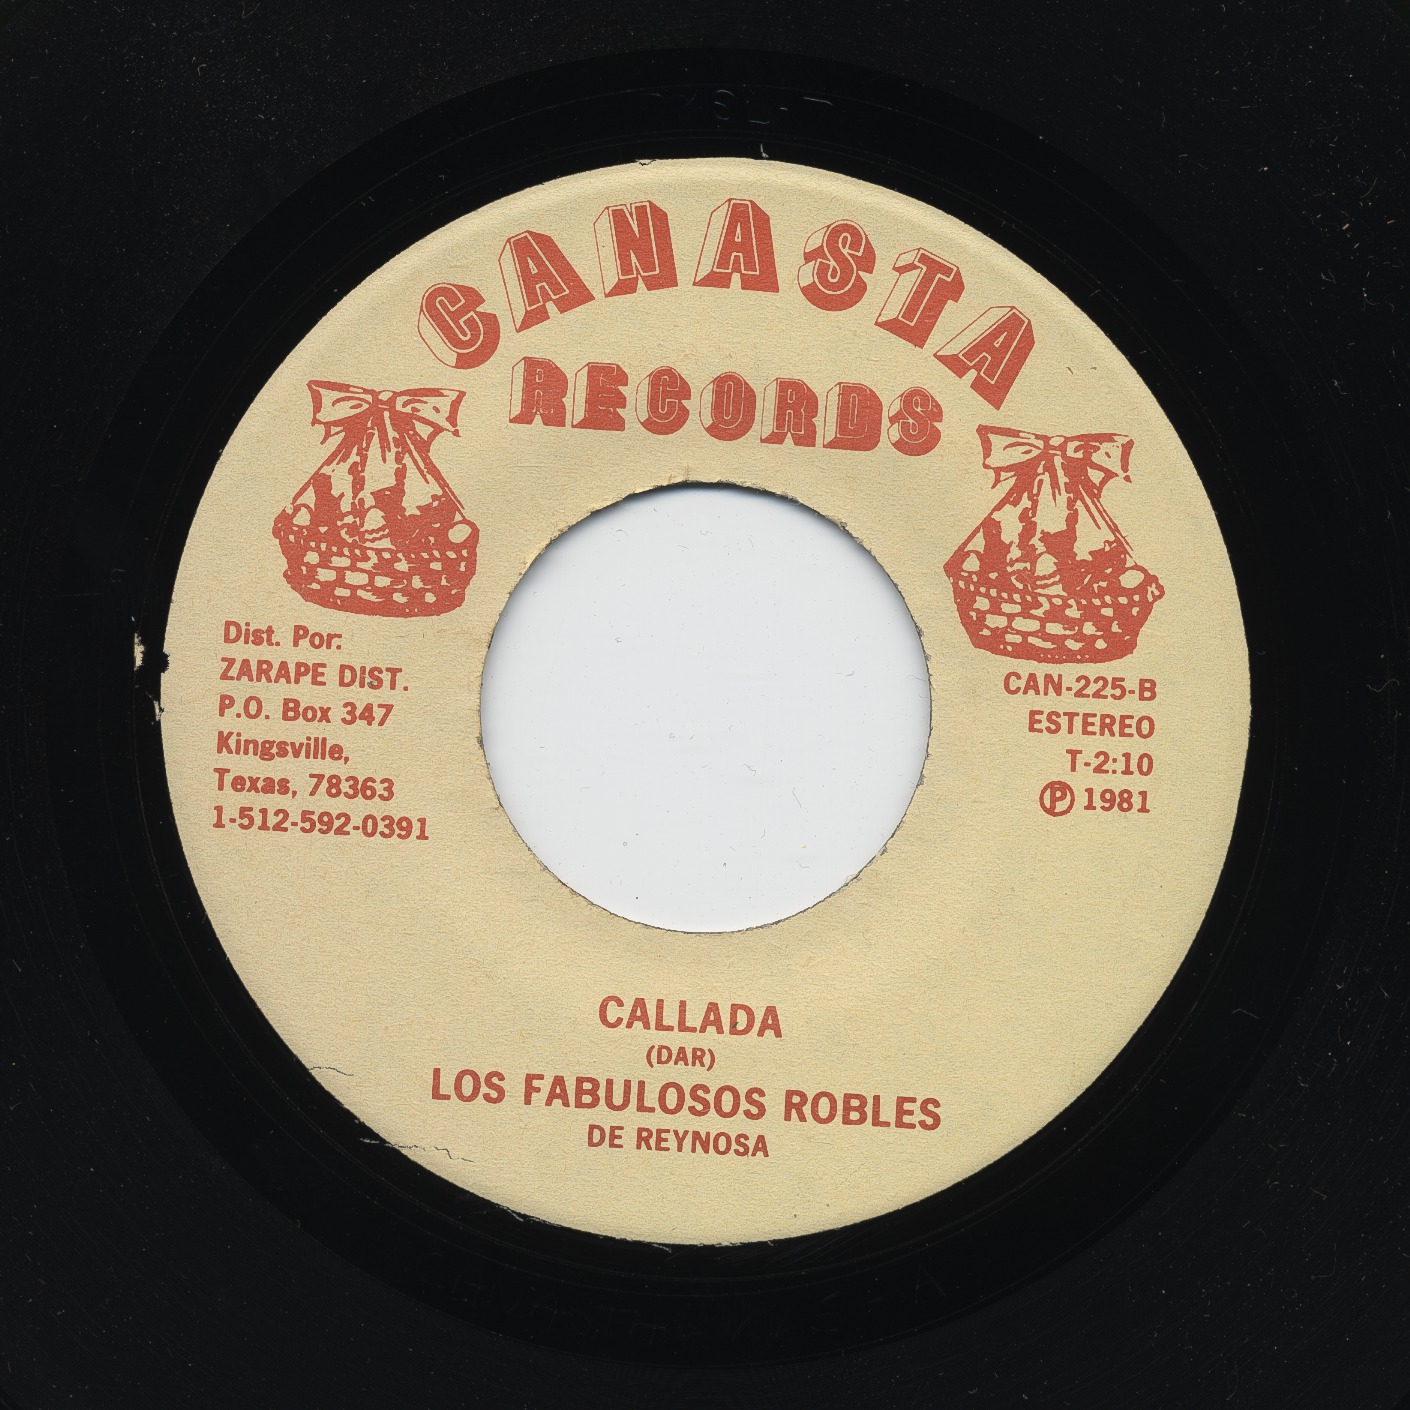 CANASTA
RECORDS
Dist. Por:
ZARAPE DIST.
P.O. Box 347
Kingsville,
Texas, 78363
1-512-592-0391
CAN-225-B
ESTEREO
T-2:10
Ⓟ 1981
CALLADA
(DAR)
LOS FABULOSOS ROBLES
DE REYNOSA